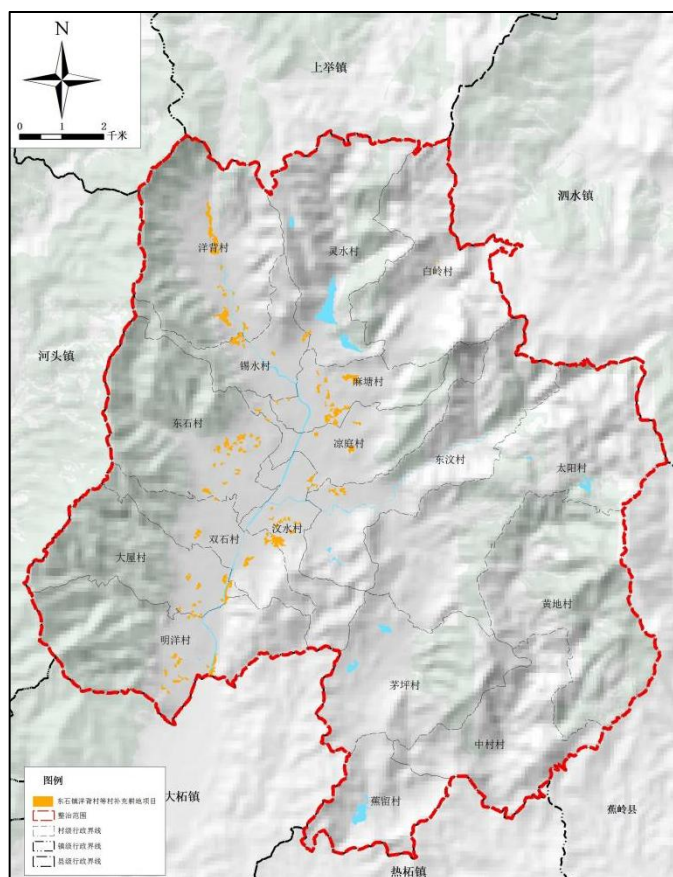 N
0 1 2
千米
上举镇
泗水镇
洋背村
灵水村
白岭村
河头镇
锡水村
麻塘村
东石村
凉庭村
东汶村
太阳村
双石村
汶水村
大屋村
黄地村
明洋村
茅坪村
中村村
蕉留村
大柘镇
蕉岭县
热柘镇
图例
东石镇洋背村等村补充耕地项目
整治范围
村级行政界线
镇级行政界线
县级行政界线